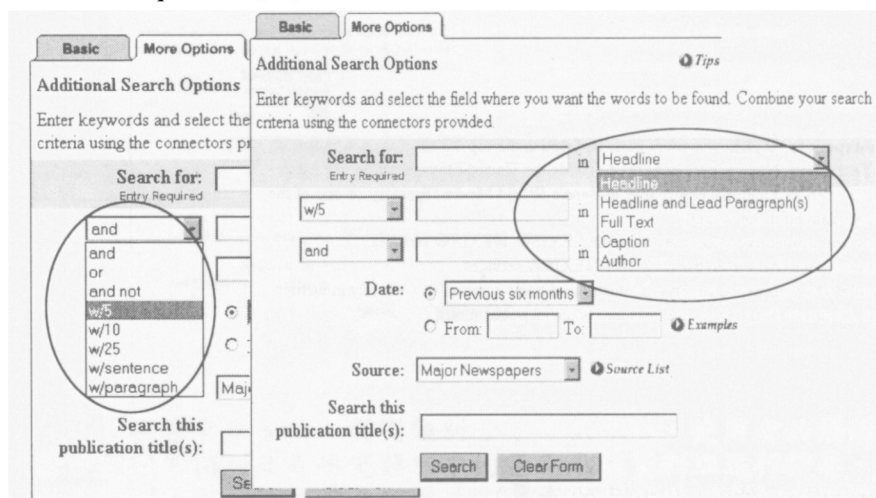 Basic More Options
Additional Search Options
Enter keywords and select the
criteria using the connectors
Search for:
Entry Required
and
and
or
and not
w/5
w/10
w/25
w/sentence
w/paragraph
Search this
publication title(s):
Basic More Options
Additional Search Options Tips
Enter keywords and select the field where you want the words to be found. Combine your search
criteria using the connectors provided.
Search for: in Headline
Entry Required
Headline
Headline and Lead Paragraph(s)
Full Text
Caption
Author
w/5 in
and in
Date: Previous six months
From: To: Examples
Source: Major Newspapers Source List
Search this
publication title(s):
Search Clear Form